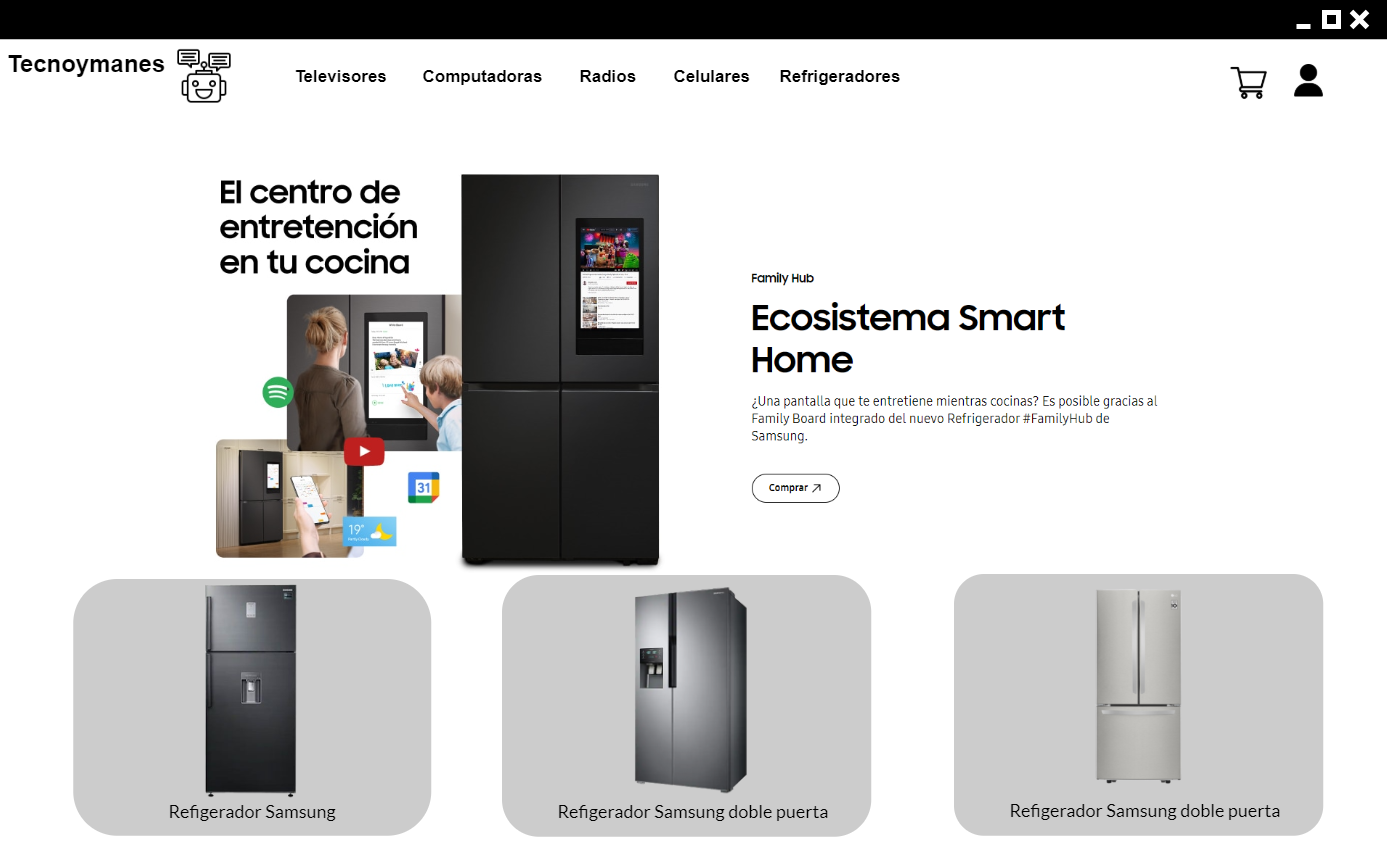 Tecnoymanes
Televisores
Computadoras
Radios
Celulares
Refrigeradores
El centro de
entretención
en tu cocina
31
19°
Family Hub
Ecosistema Smart
Home
¿Una pantalla que te entretiene mientras cocinas? Es posible gracias al
Family Board integrado del nuevo Refrigerador #FamilyHub de
Samsung.
Comprar
Refigerador Samsung
Refigerador Samsung doble puerta
Refigerador Samsung doble puerta